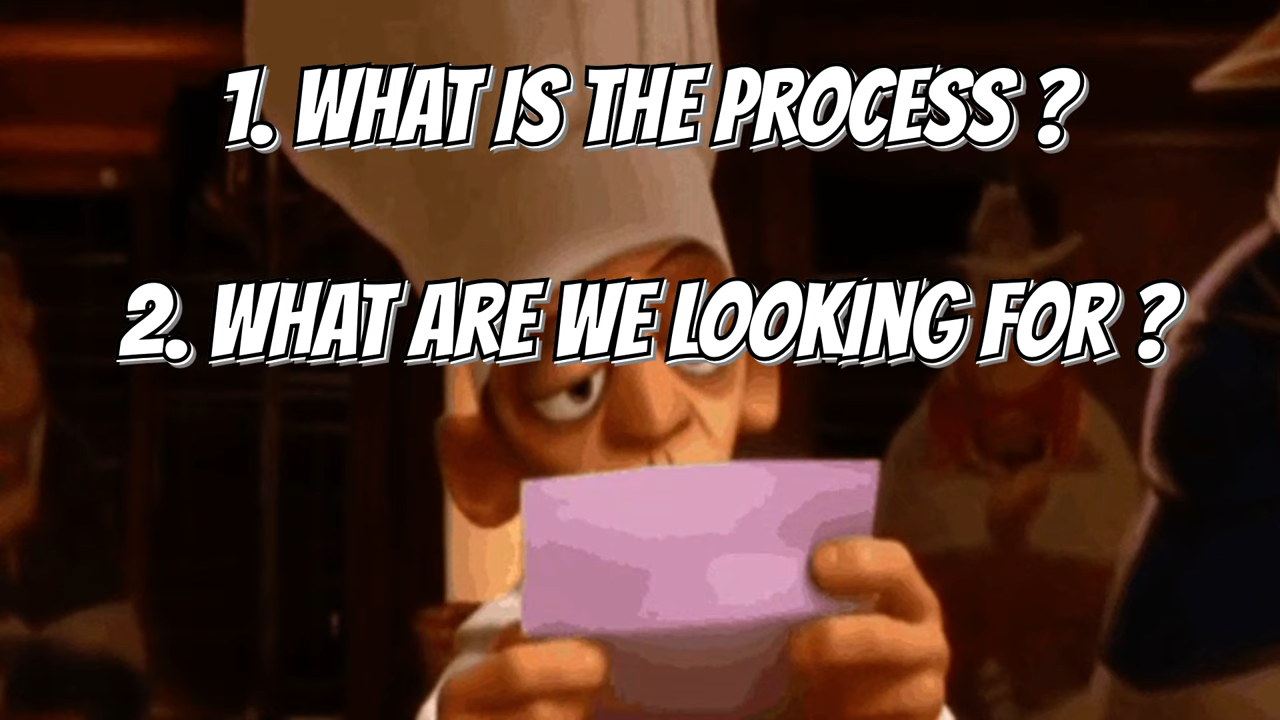 1. WHAT IS THE PROCESS ?
2. WHAT ARE WE LOOKING FOR ?